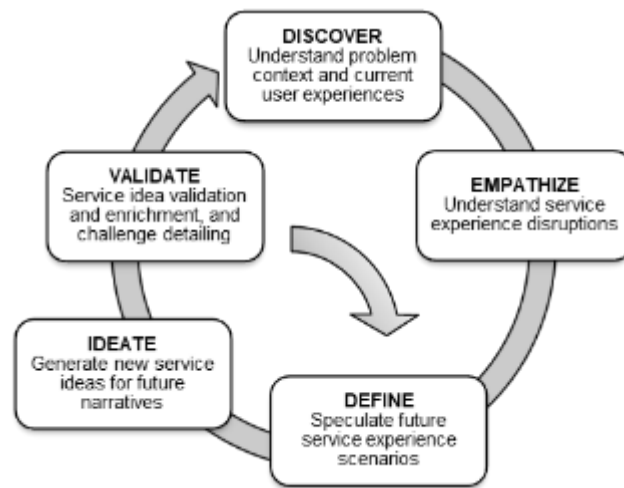 DISCOVER
Understand problem
context and current
user experiences
EMPATHIZE
Understand service
experience disruptions
DEFINE
Speculate future
service experience
scenarios
IDEATE
Generate new service
ideas for future
narratives
VALIDATE
Service idea validation
and enrichment, and
challenge detailing